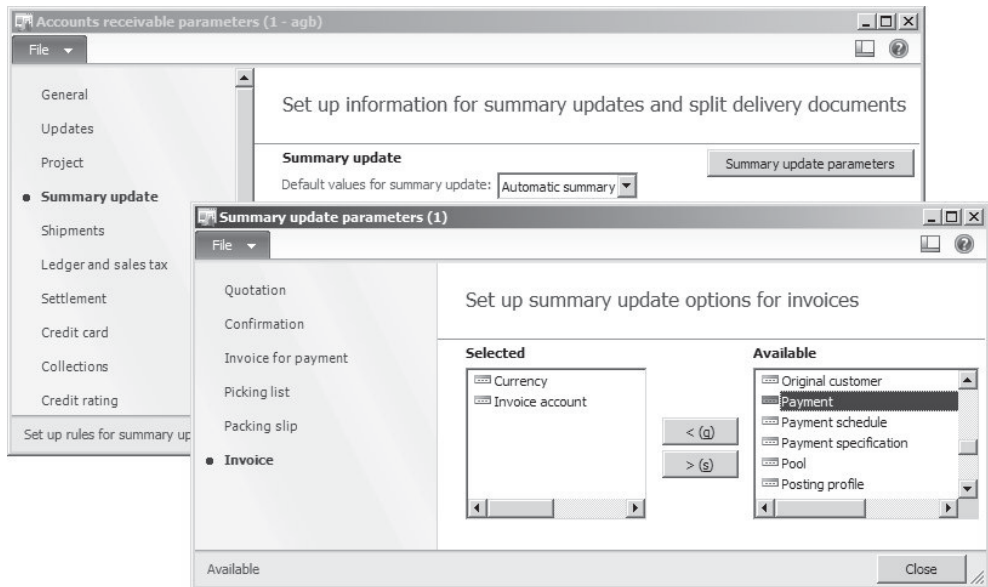 Accounts receivable parameters (1 - agb)
File
General
Updates
Project
Summary update
Shipments
Ledger and sales tax
Settlement
Credit card
Collections
Credit rating
Set up rules for summary up
Set up information for summary updates and split delivery documents
Summary update
Summary update parameters
Default values for summary update: Automatic summary
Summary update parameters (1)
File
Quotation
Confirmation
Invoice for payment
Picking list
Packing slip
Invoice
Set up summary update options for invoices
Selected
Currency
Invoice account
< (q)
> (s)
Available
Original customer
Payment
Payment schedule
Payment specification
Pool
Posting profile
Available
Close